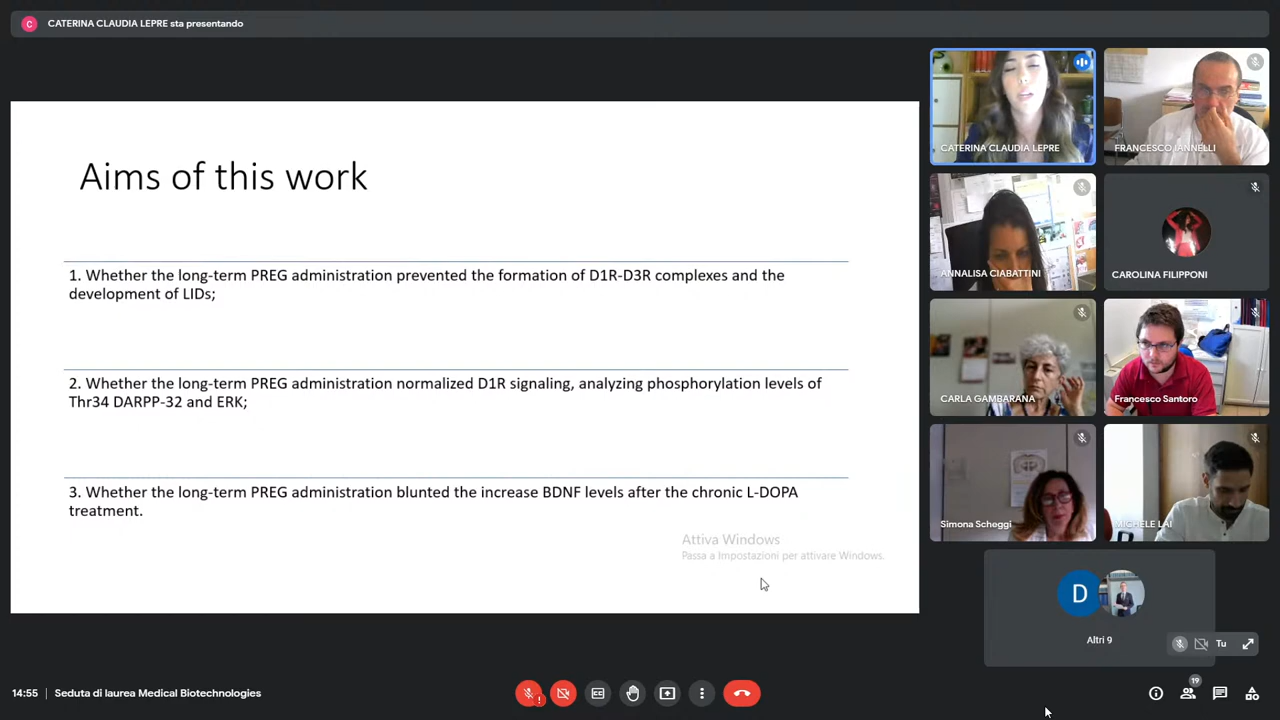 C CATERINA CLAUDIA LEPRE sta presentando
Aims of this work
1. Whether the long-term PREG administration prevented the formation of D1R-D3R complexes and the
development of LIDs;
2. Whether the long-term PREG administration normalized D1R signaling, analyzing phosphorylation levels of
Thr34 DARPP-32 and ERK;
3. Whether the long-term PREG administration blunted the increase BDNF levels after the chronic L-DOPA
treatment.
Attiva Windows
Passa a Impostazioni per attivare Windows.
CATERINA CLAUDIA LEPRE
FRANCESCO IANNELLI
ANNALISA CIABATTINI
CAROLINA FILIPPONI
CARLA GAMBARANA
Francesco Santoro
Simona Scheggi
MICHELE LAI
D
Altri 9
Tu
14:55 Seduta di laurea Medical Biotechnologies
19